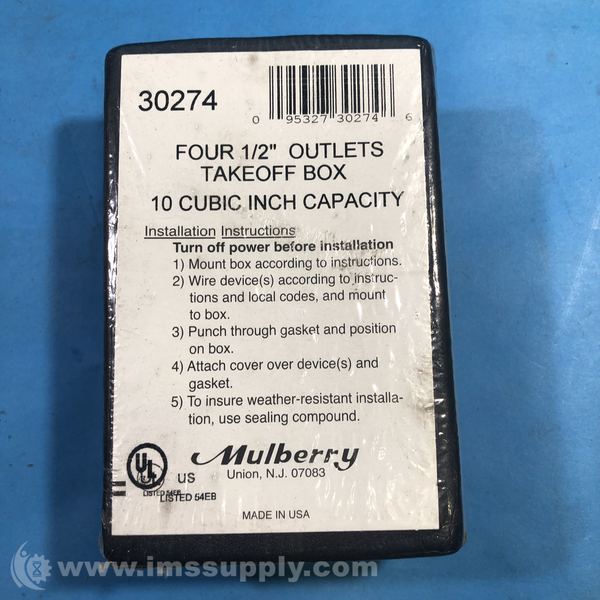 30274
0 95327 30274 6
FOUR 1/2" OUTLETS
TAKEOFF BOX
10 CUBIC INCH CAPACITY
Installation Instructions
Turn off power before installation
1) Mount box according to instructions.
2) Wire device(s) according to instruc-
tions and local codes, and mount
to box.
3) Punch through gasket and position
on box.
4) Attach cover over device(s) and
gasket.
5) To insure weather-resistant installa-
tion, use sealing compound.
UL US
Mulberry
Union, N.J. 07083
LISTED 54EB
LISTED 54EB
MADE IN USA
www.imssupply.com